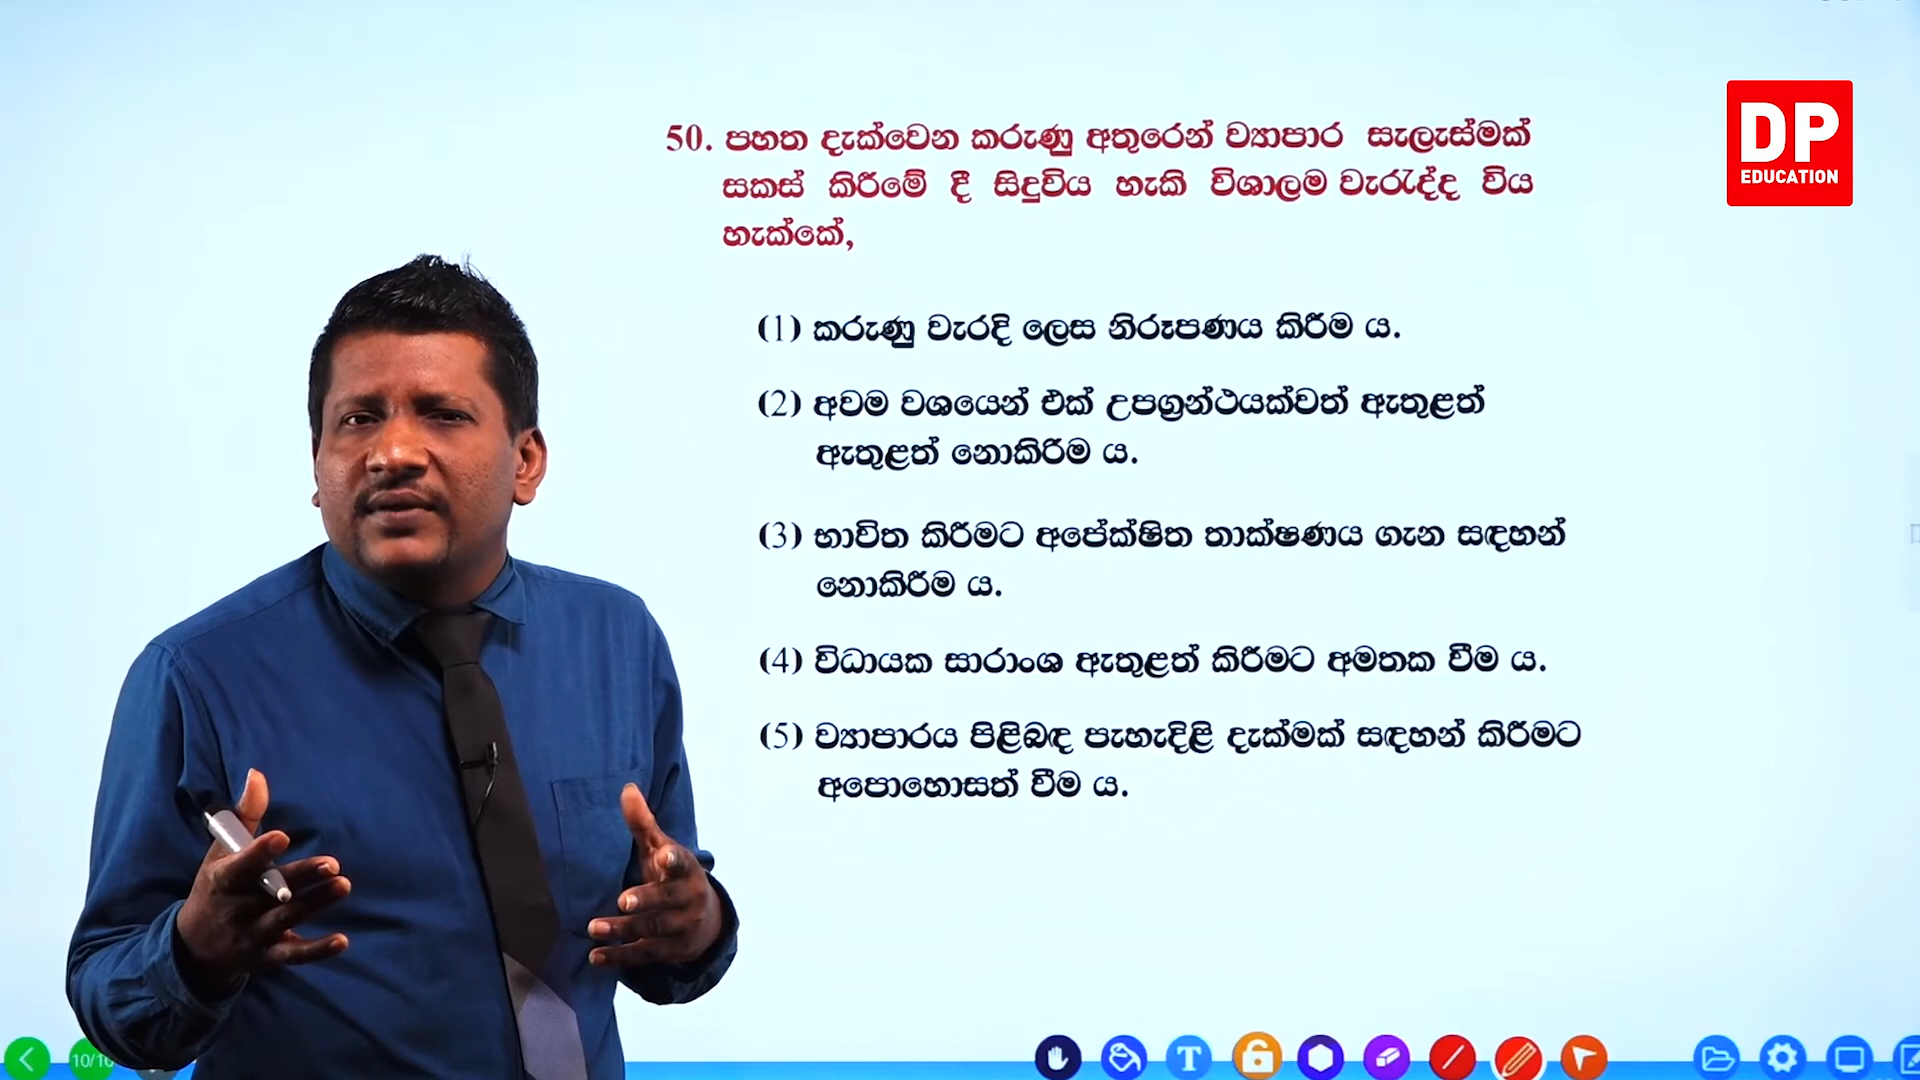 DP
EDUCATION
50. පහත දැක්වෙන කරුණු අතුරෙන් ව්‍යාපාර සැලැස්මක්
සකස් කිරීමේ දී සිදුවිය හැකි විශාලම වැරැද්ද විය
හැක්කේ,
(1) කරුණු වැරදි ලෙස නිරූපණය කිරීම ය.
(2) අවම වශයෙන් එක් උපග්‍රන්ථයක්වත් ඇතුළත්
ඇතුළත් නොකිරීම ය.
(3) භාවිත කිරීමට අපේක්ෂිත තාක්ෂණය ගැන සඳහන්
නොකිරීම ය.
(4) විධායක සාරාංශ ඇතුළත් කිරීමට අමතක වීම ය.
(5) ව්‍යාපාරය පිළිබඳ පැහැදිළි දැක්මක් සඳහන් කිරීමට
අපොහොසත් වීම ය.
10/10
T